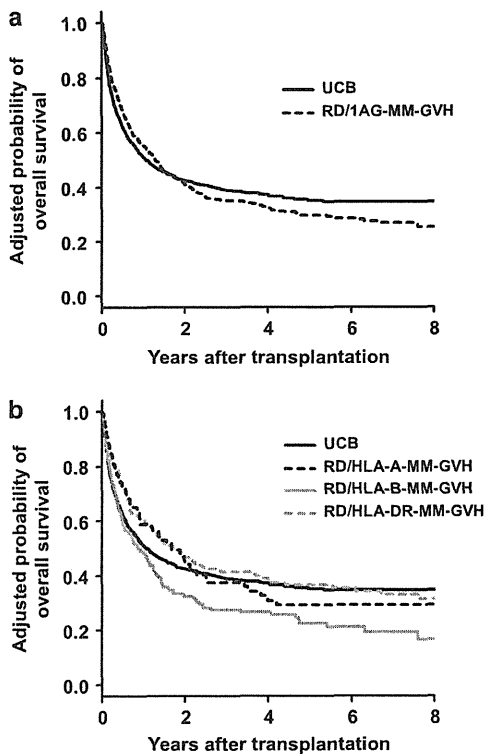 a
Adjusted probability of
overall survival
1.0
0.8
0.6
0.4
0.2
0.0
UCB
RD/1AG-MM-GVH
0 2 4 6 8
Years after transplantation
b
Adjusted probability of
overall survival
1.0
0.8
0.6
0.4
0.2
0.0
UCB
RD/HLA-A-MM-GVH
RD/HLA-B-MM-GVH
RD/HLA-DR-MM-GVH
0 2 4 6 8
Years after transplantation